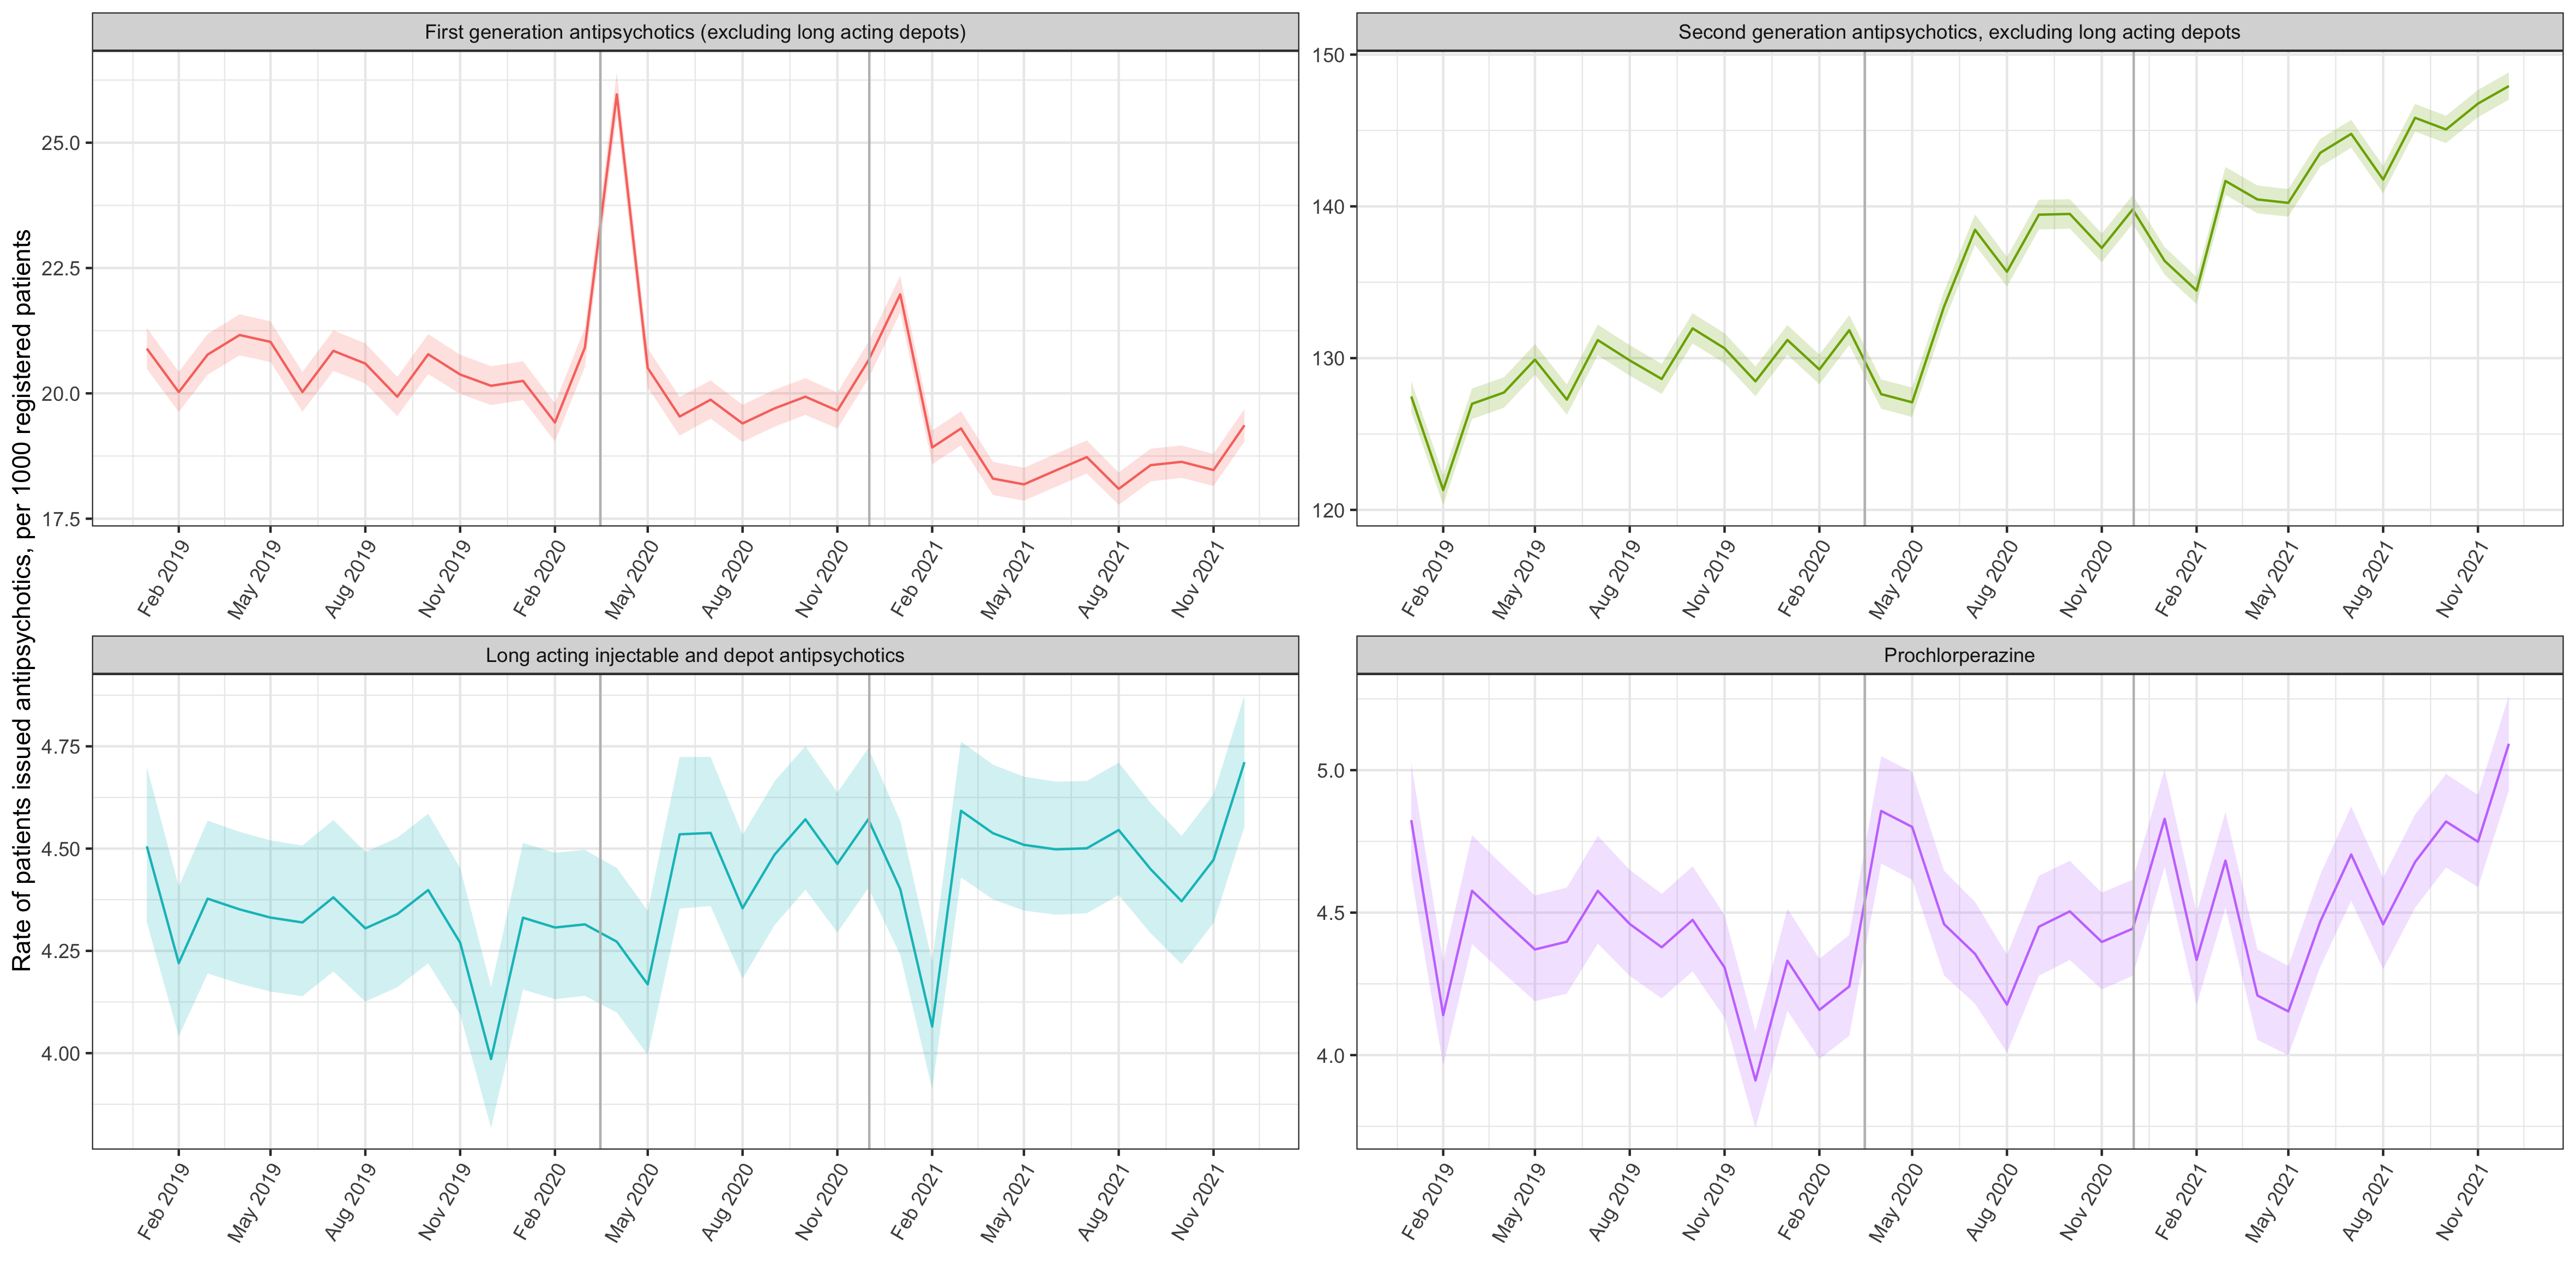 Rate of patients issued antipsychotics, per 1000 registered patients
First generation antipsychotics (excluding long acting depots)
25.0
22.5
20.0
17.5
Feb 2019
May 2019
Aug 2019
Nov 2019
Feb 2020
May 2020
Aug 2020
Nov 2020
Feb 2021
May 2021
Aug 2021
Nov 2021
Second generation antipsychotics, excluding long acting depots
150
140
130
120
Feb 2019
May 2019
Aug 2019
Nov 2019
Feb 2020
May 2020
Aug 2020
Nov 2020
Feb 2021
May 2021
Aug 2021
Nov 2021
Long acting injectable and depot antipsychotics
4.75
4.50
4.25
4.00
Feb 2019
May 2019
Aug 2019
Nov 2019
Feb 2020
May 2020
Aug 2020
Nov 2020
Feb 2021
May 2021
Aug 2021
Nov 2021
Prochlorperazine
5.0
4.5
4.0
Feb 2019
May 2019
Aug 2019
Nov 2019
Feb 2020
May 2020
Aug 2020
Nov 2020
Feb 2021
May 2021
Aug 2021
Nov 2021